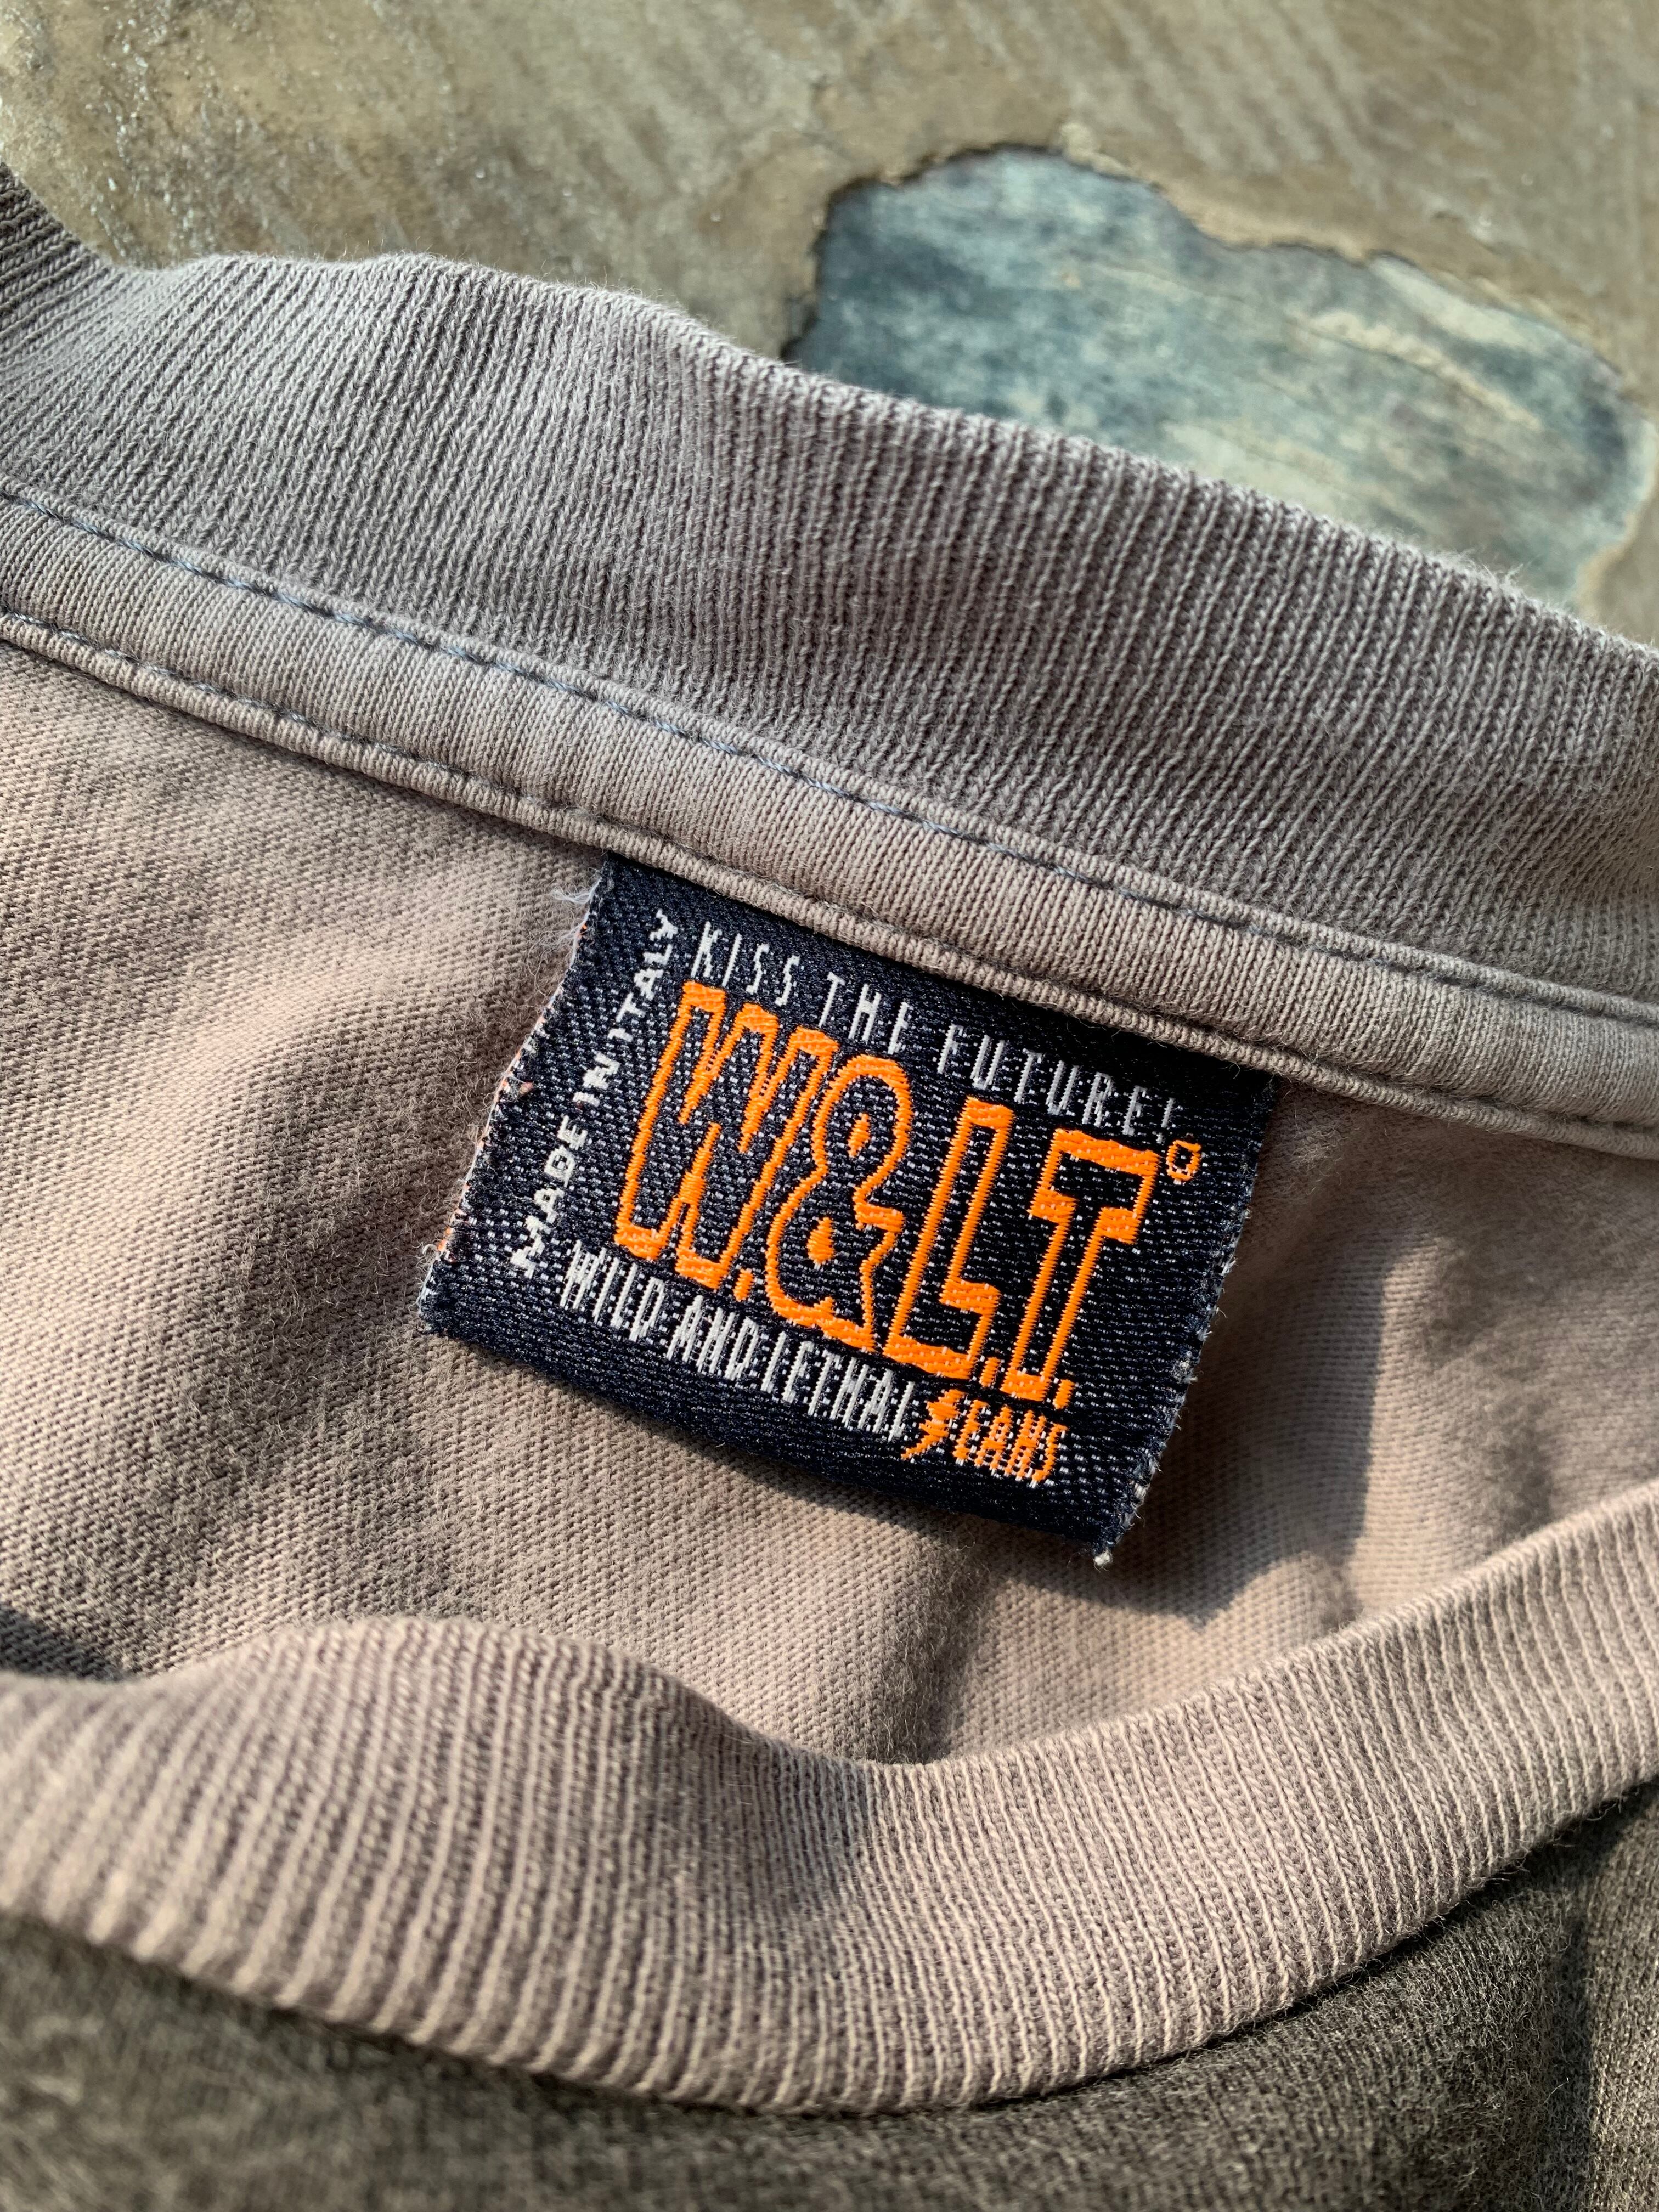 KISS THE FUTURE!
W.&L.T.
WILD AND LETHAL JEANS
MADE IN ITALY